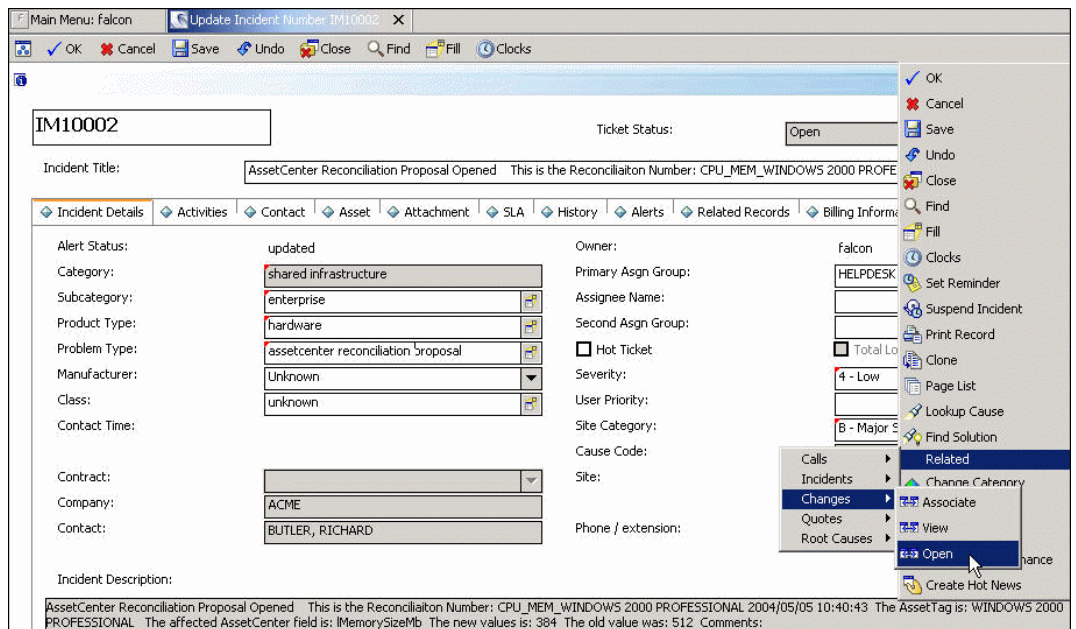 Main Menu: falcon
Update Incident Number IM10002 X
OK Cancel Save Undo Close Find Fill Clocks
OK
Cancel
IM10002
Ticket Status: Open
Save
Undo
Incident Title: AssetCenter Reconciliation Proposal Opened This is the Reconciliaiton Number: CPU_MEM_WINDOWS 2000 PROFE
Close
Find
Incident Details Activities Contact Asset Attachment SLA History Alerts Related Records Billing Informa
Fill
Alert Status: updated Owner: falcon
Clocks
Category: shared infrastructure Primary Asgn Group: HELPDESK
Set Reminder
Subcategory: enterprise Assignee Name:
Suspend Incident
Product Type: hardware Second Asgn Group:
Print Record
Problem Type: assetcenter reconciliation proposal Hot Ticket Total Lo
Clone
Manufacturer: Unknown Severity: 4 - Low
Page List
Class: unknown User Priority:
Lookup Cause
Contact Time: Site Category: B - Major S
Find Solution
Cause Code:
Calls
Related
Contract: Site:
Incidents
Change Category
Company: ACME
Changes
Associate
Quotes
Contact: BUTLER, RICHARD Phone / extension:
View
Root Causes
Open
nance
Incident Description:
Create Hot News
AssetCenter Reconciliation Proposal Opened This is the Reconciliaiton Number: CPU_MEM_WINDOWS 2000 PROFESSIONAL 2004/05/05 10:40:43 The AssetTag is: WINDOWS 2000
PROFESSIONAL The affected AssetCenter field is: lMemorySizeMb The new values is: 384 The old value was: 512 Comments: